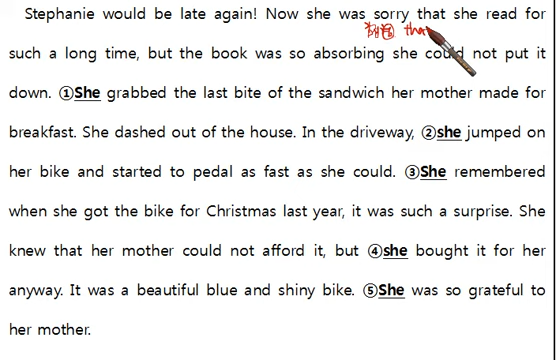 Stephanie would be late again! Now she was sorry that she read for
such a long time, but the book was so absorbing she could not put it
down. ①She grabbed the last bite of the sandwich her mother made for
breakfast. She dashed out of the house. In the driveway, ②she jumped on
her bike and started to pedal as fast as she could. ③She remembered
when she got the bike for Christmas last year, it was such a surprise. She
knew that her mother could not afford it, but ④she bought it for her
anyway. It was a beautiful blue and shiny bike. ⑤She was so grateful to
her mother.